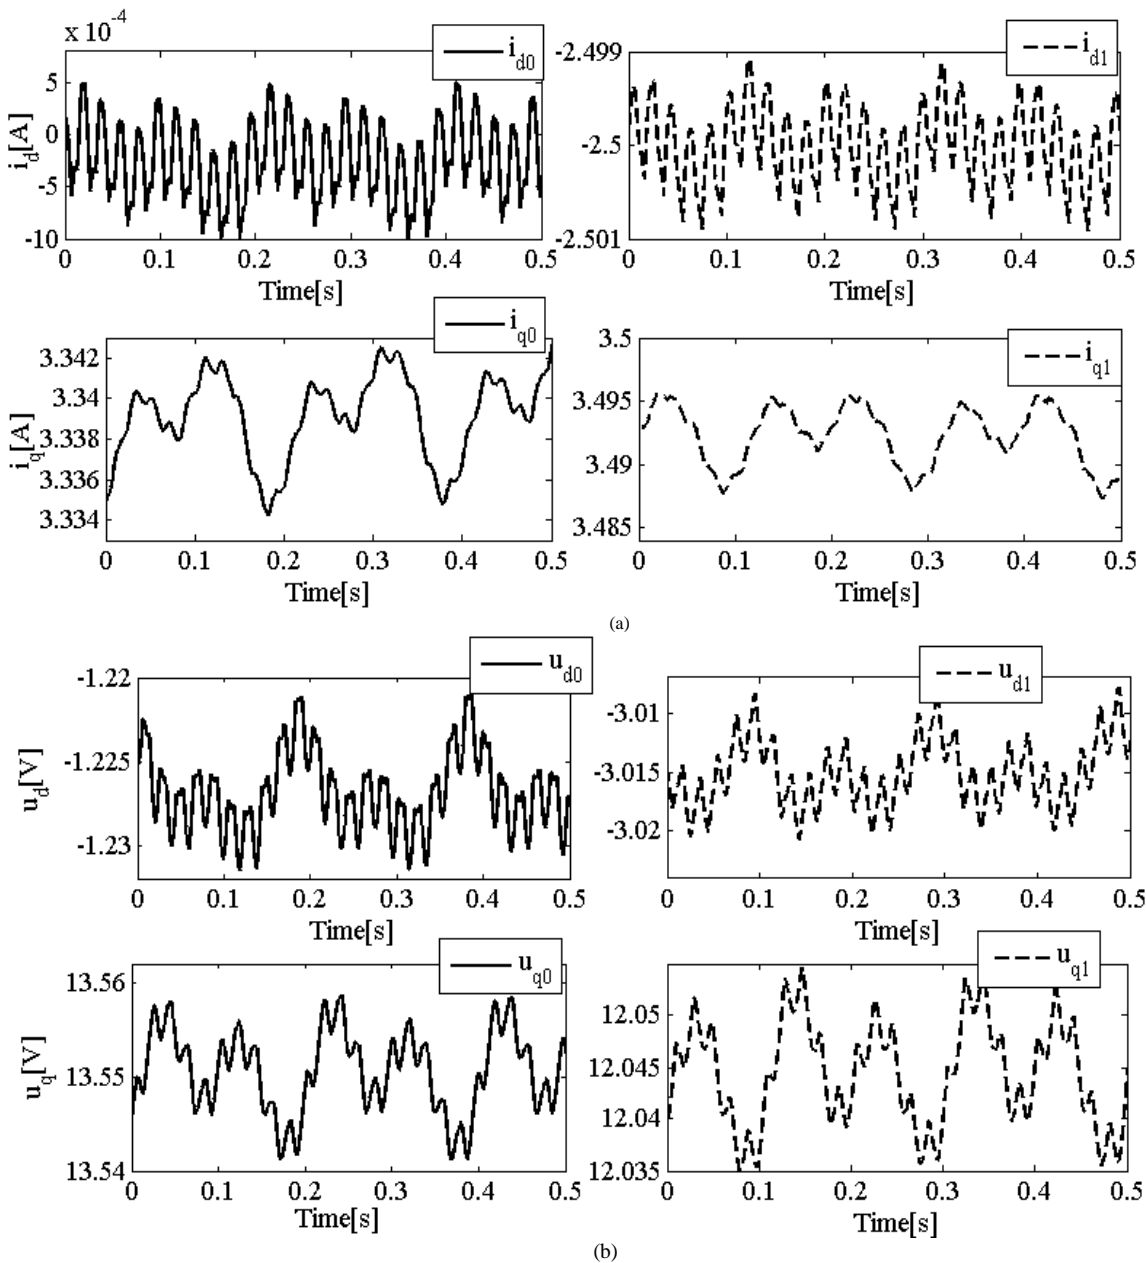 x 10^-4
i_d0
i_d1
i_d[A]
5
0
-5
-10
-2.499
-2.5
-2.501
0 0.1 0.2 0.3 0.4 0.5
0 0.1 0.2 0.3 0.4 0.5
Time[s]
Time[s]
i_q0
i_q1
i_q[A]
3.342
3.34
3.338
3.336
3.334
3.5
3.495
3.49
3.485
0 0.1 0.2 0.3 0.4 0.5
0 0.1 0.2 0.3 0.4 0.5
Time[s]
Time[s]
(a)
u_d0
u_d1
u_d[V]
-1.22
-1.225
-1.23
-3.01
-3.015
-3.02
0 0.1 0.2 0.3 0.4 0.5
0 0.1 0.2 0.3 0.4 0.5
Time[s]
Time[s]
u_q0
u_q1
u_q[V]
13.56
13.55
13.54
12.05
12.045
12.04
12.035
0 0.1 0.2 0.3 0.4 0.5
0 0.1 0.2 0.3 0.4 0.5
Time[s]
Time[s]
(b)